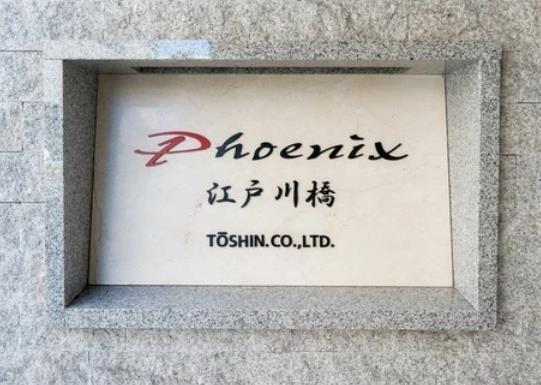 Phoenix
江戸川橋
TŌSHIN.CO.,LTD.